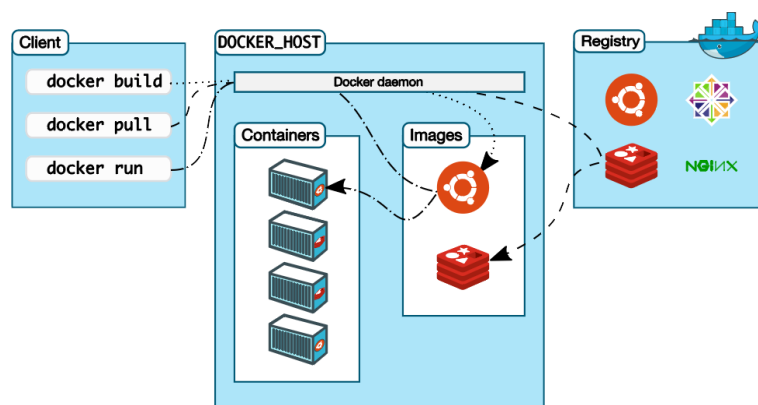 Client
docker build
docker pull
docker run
DOCKER_HOST
Docker daemon
Containers
Images
Registry
NGINX